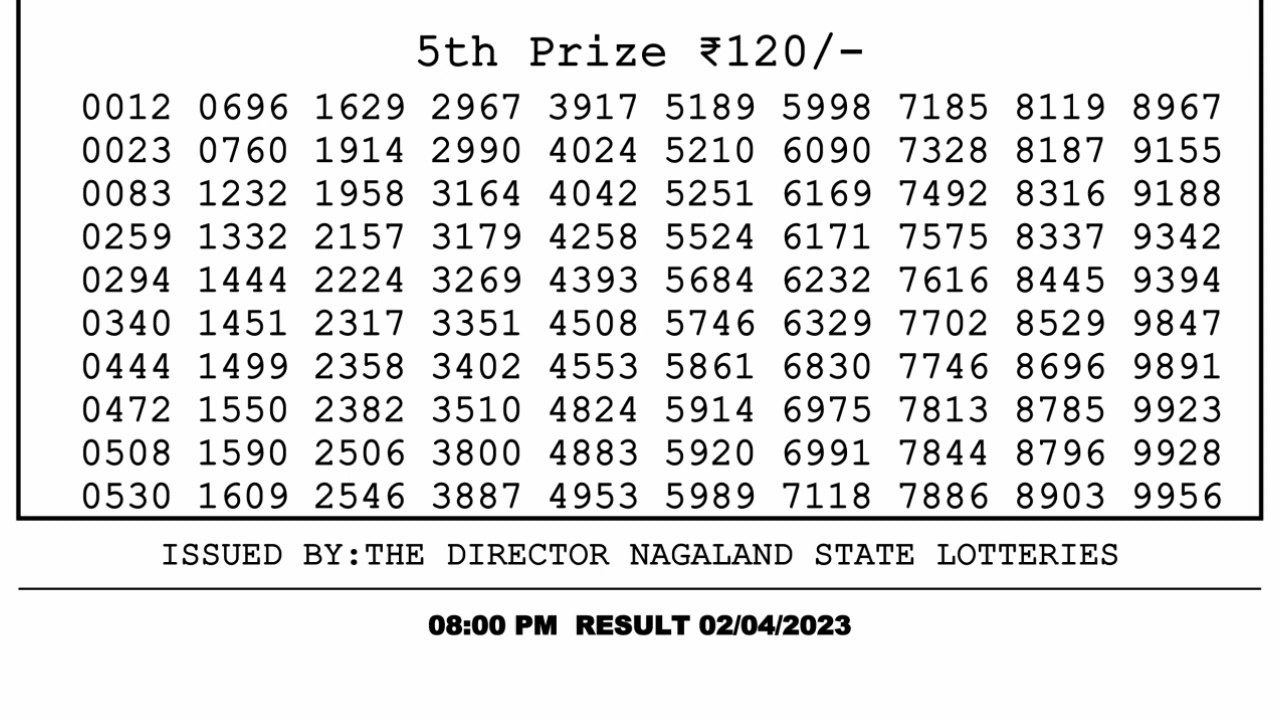 5th Prize ₹120/-
0012 0696 1629 2967 3917 5189 5998 7185 8119 8967
0023 0760 1914 2990 4024 5210 6090 7328 8187 9155
0083 1232 1958 3164 4042 5251 6169 7492 8316 9188
0259 1332 2157 3179 4258 5524 6171 7575 8337 9342
0294 1444 2224 3269 4393 5684 6232 7616 8445 9394
0340 1451 2317 3351 4508 5746 6329 7702 8529 9847
0444 1499 2358 3402 4553 5861 6830 7746 8696 9891
0472 1550 2382 3510 4824 5914 6975 7813 8785 9923
0508 1590 2506 3800 4883 5920 6991 7844 8796 9928
0530 1609 2546 3887 4953 5989 7118 7886 8903 9956
ISSUED BY:THE DIRECTOR NAGALAND STATE LOTTERIES
08:00 PM RESULT 02/04/2023